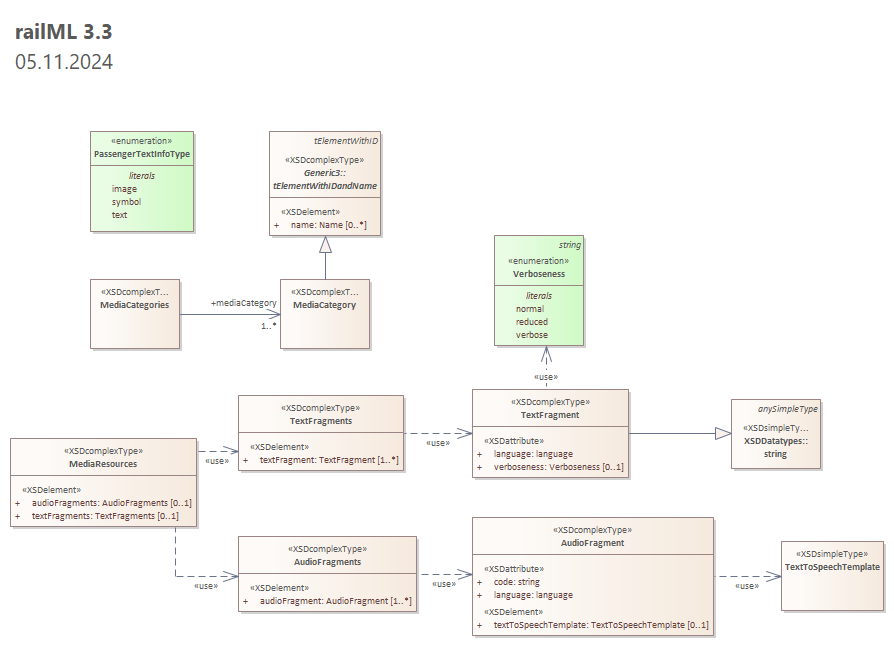 railML 3.3
05.11.2024
«enumeration»
PassengerTextInfoType
literals
image
symbol
text
tElementWithID
«XSDcomplexType»
Generic3::
tElementWithIDandName
«XSDelement»
+ name: Name [0..*]
«XSDcomplexT...
MediaCategories
+mediaCategory
1..*
«XSDcomplexT...
MediaCategory
string
«enumeration»
Verboseness
literals
normal
reduced
verbose
«use»
«XSDcomplexType»
MediaResources
«XSDelement»
+ audioFragments: AudioFragments [0..1]
+ textFragments: TextFragments [0..1]
«use»
«XSDcomplexType»
TextFragments
«XSDelement»
+ textFragment: TextFragment [1..*]
«use»
«XSDcomplexType»
TextFragment
«XSDattribute»
+ language: language
+ verboseness: Verboseness [0..1]
anySimpleType
«XSDsimpleTy...
XSDDatatypes::
string
«use»
«XSDcomplexType»
AudioFragments
«XSDelement»
+ audioFragment: AudioFragment [1..*]
«use»
«XSDcomplexType»
AudioFragment
«XSDattribute»
+ code: string
+ language: language
«XSDelement»
+ textToSpeechTemplate: TextToSpeechTemplate [0..1]
«use»
«XSDsimpleType»
TextToSpeechTemplate